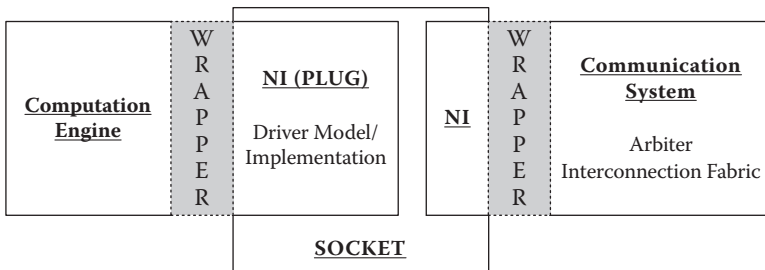 Computation
Engine
W
R
A
P
P
E
R
NI (PLUG)
Driver Model/
Implementation
NI
W
R
A
P
P
E
R
Communication
System
Arbiter
Interconnection Fabric
SOCKET